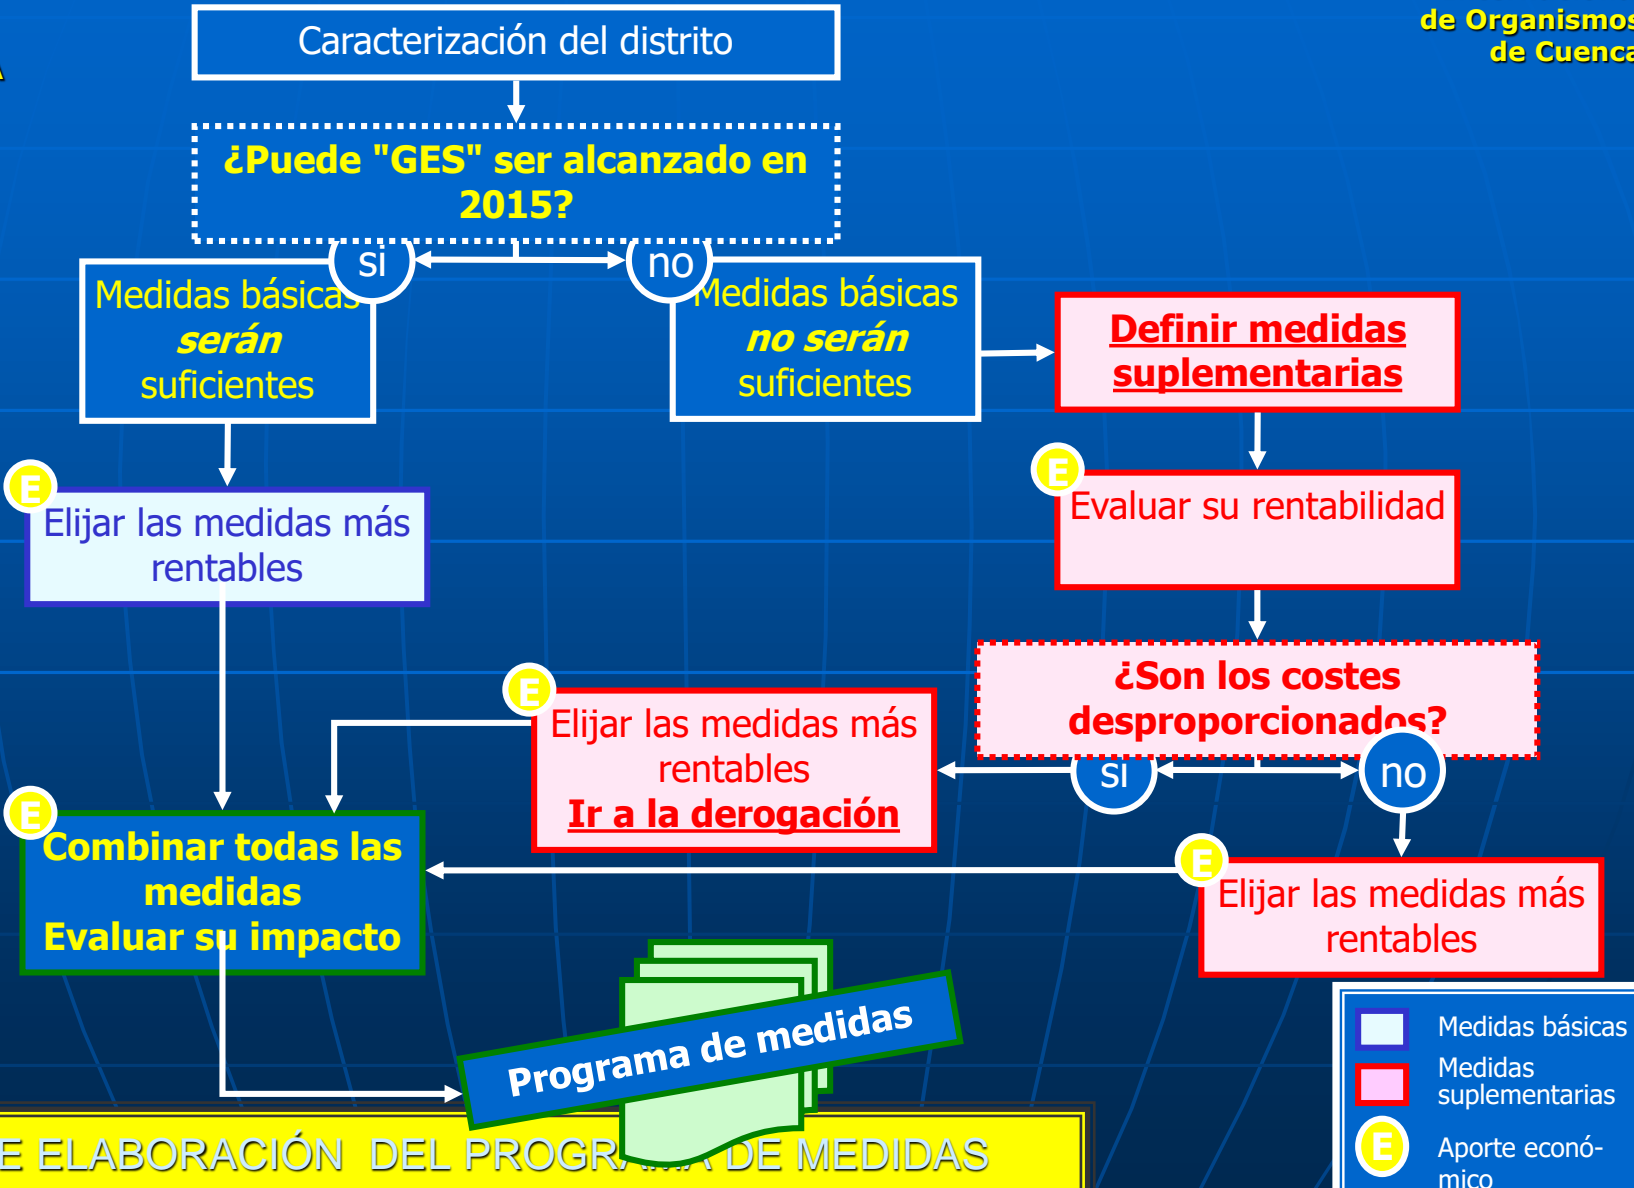 de Organismos
de Cuenca
Caracterización del distrito
¿Puede "GES" ser alcanzado en
2015?
si
no
Medidas básicas
serán
suficientes
Medidas básicas
no serán
suficientes
Definir medidas
suplementarias
E
Elijar las medidas más
rentables
E
Evaluar su rentabilidad
¿Son los costes
desproporcionados?
si
no
E
Elijar las medidas más
rentables
Ir a la derogación
E
Combinar todas las
medidas
Evaluar su impacto
E
Elijar las medidas más
rentables
Programa de medidas
E ELABORACIÓN DEL PROGRAMA DE MEDIDAS
Medidas básicas
Medidas
suplementarias
E
Aporte econó-
mico